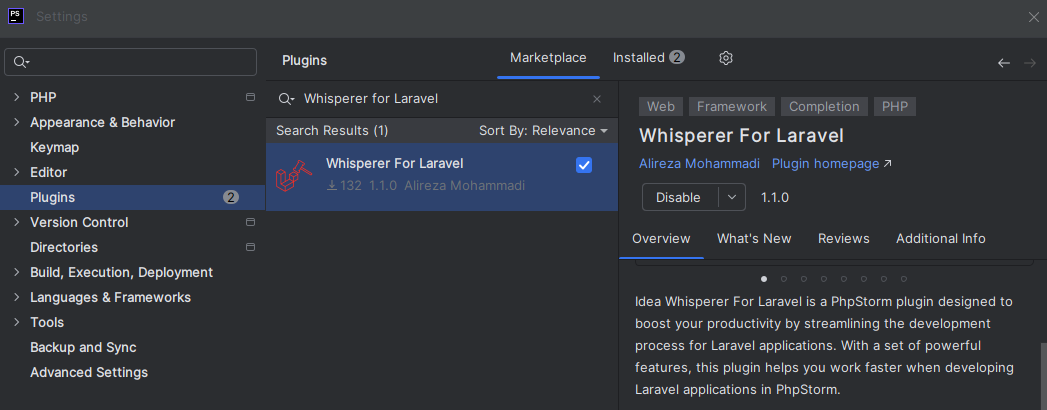 PS
Settings
Plugins
Marketplace
Installed 2
PHP
Appearance & Behavior
Keymap
Editor
Plugins 2
Version Control
Directories
Build, Execution, Deployment
Languages & Frameworks
Tools
Backup and Sync
Advanced Settings
Whisperer for Laravel
Search Results (1)
Sort By: Relevance
Whisperer For Laravel
132 1.1.0 Alireza Mohammadi
Web Framework Completion PHP
Whisperer For Laravel
Alireza Mohammadi Plugin homepage
Disable 1.1.0
Overview What's New Reviews Additional Info
Idea Whisperer For Laravel is a PhpStorm plugin designed to
boost your productivity by streamlining the development
process for Laravel applications. With a set of powerful
features, this plugin helps you work faster when developing
Laravel applications in PhpStorm.